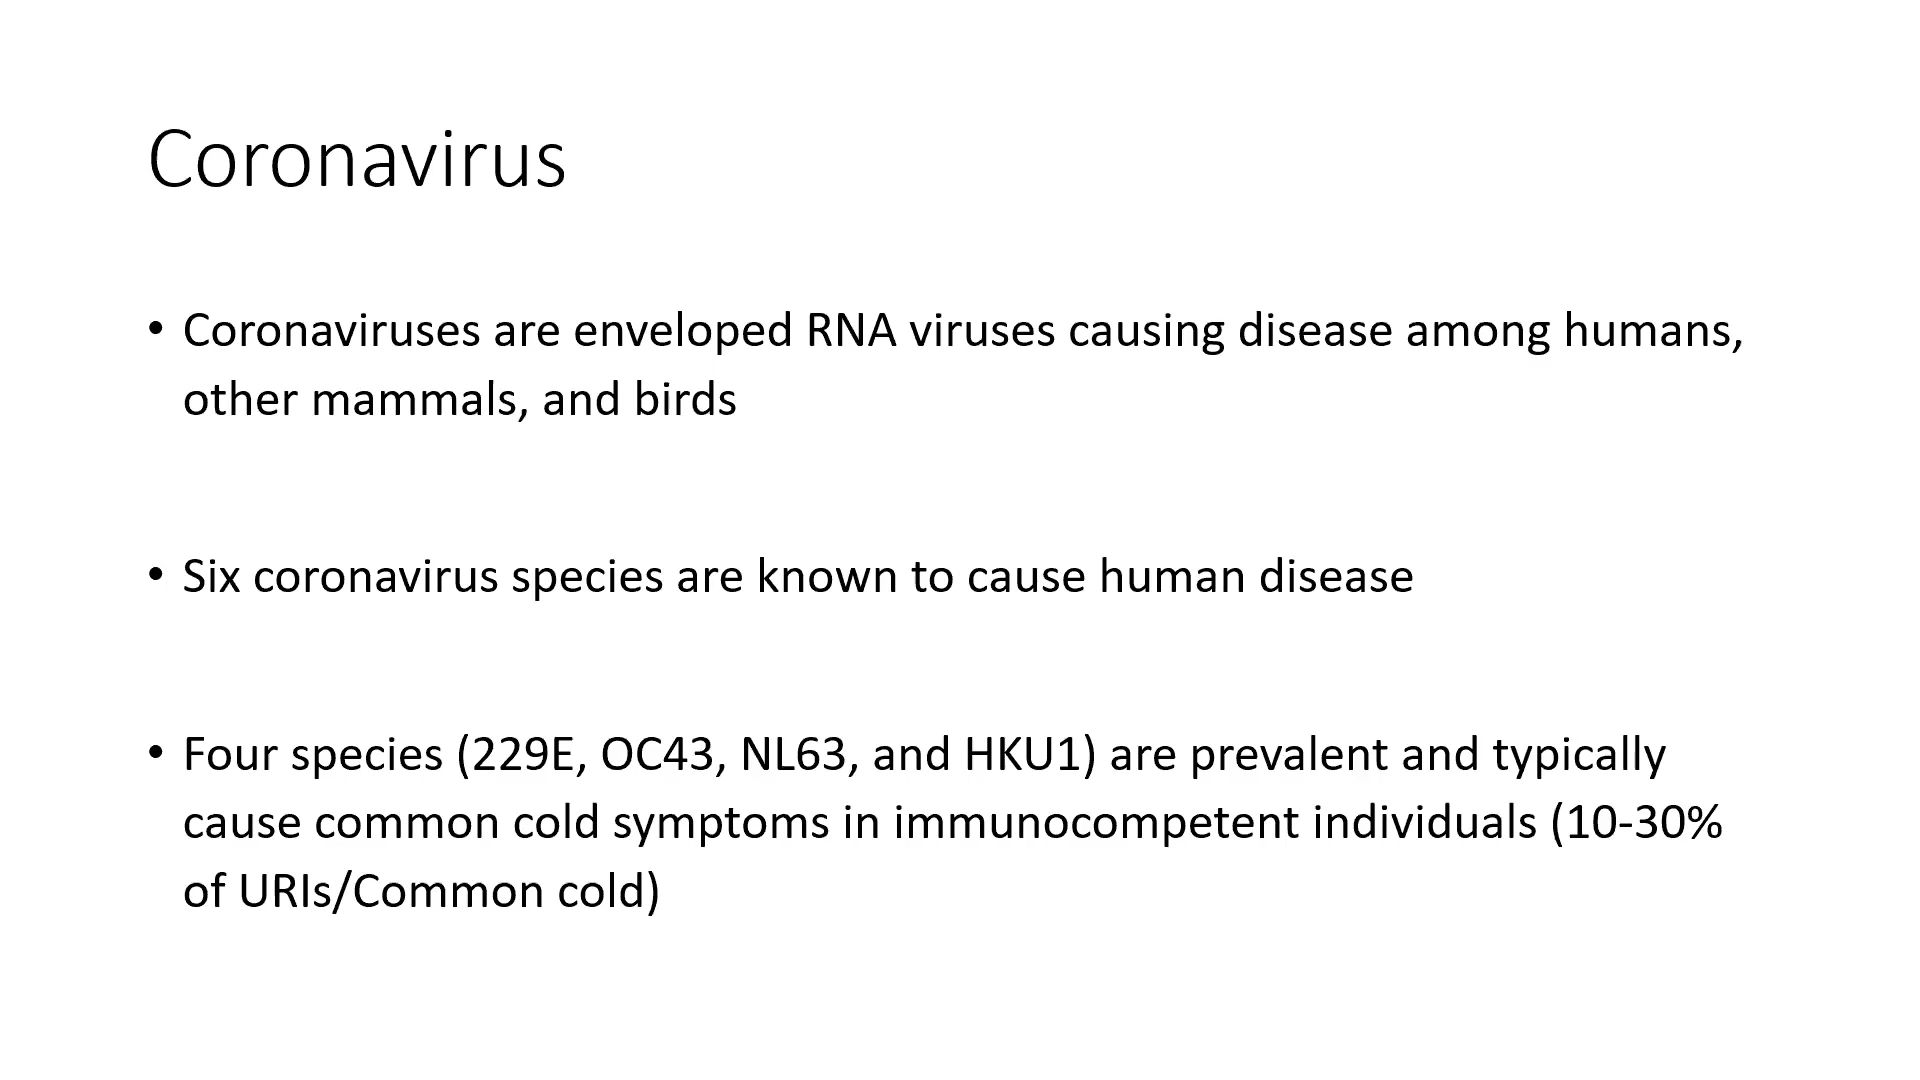 Coronavirus
• Coronaviruses are enveloped RNA viruses causing disease among humans,
other mammals, and birds
• Six coronavirus species are known to cause human disease
• Four species (229E, OC43, NL63, and HKU1) are prevalent and typically
cause common cold symptoms in immunocompetent individuals (10-30%
of URIs/Common cold)